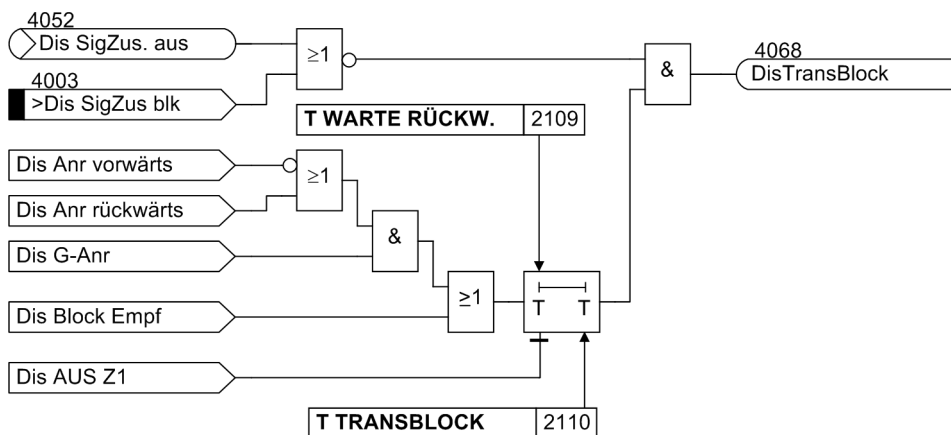 4052
Dis SigZus. aus
≥1
&
4068
DisTransBlock
4003
>Dis SigZus blk
T WARTE RÜCKW. 2109
Dis Anr vorwärts
≥1
Dis Anr rückwärts
&
Dis G-Anr
≥1
T T
Dis Block Empf
Dis AUS Z1
T TRANSBLOCK 2110